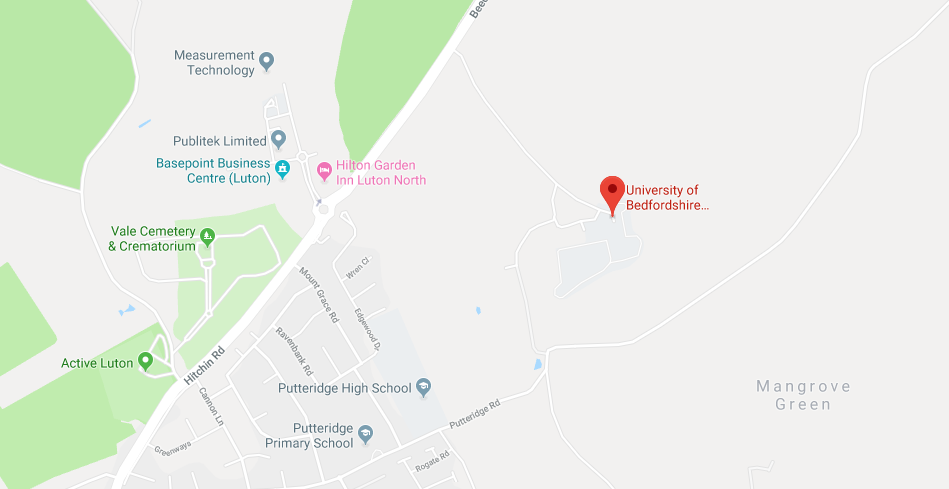 Beec
Measurement
Technology
Publitek Limited
Basepoint Business
Centre (Luton)
Hilton Garden
Inn Luton North
University of
Bedfordshire...
Vale Cemetery
& Crematorium
Wren Cl
Mount Grace Rd
Edgewood Dr
Ravenbank Rd
Active Luton
Hitchin Rd
Putteridge High School
Cannon Ln
Mangrove
Green
Putteridge Rd
Putteridge
Primary School
Greenways
Rogate Rd